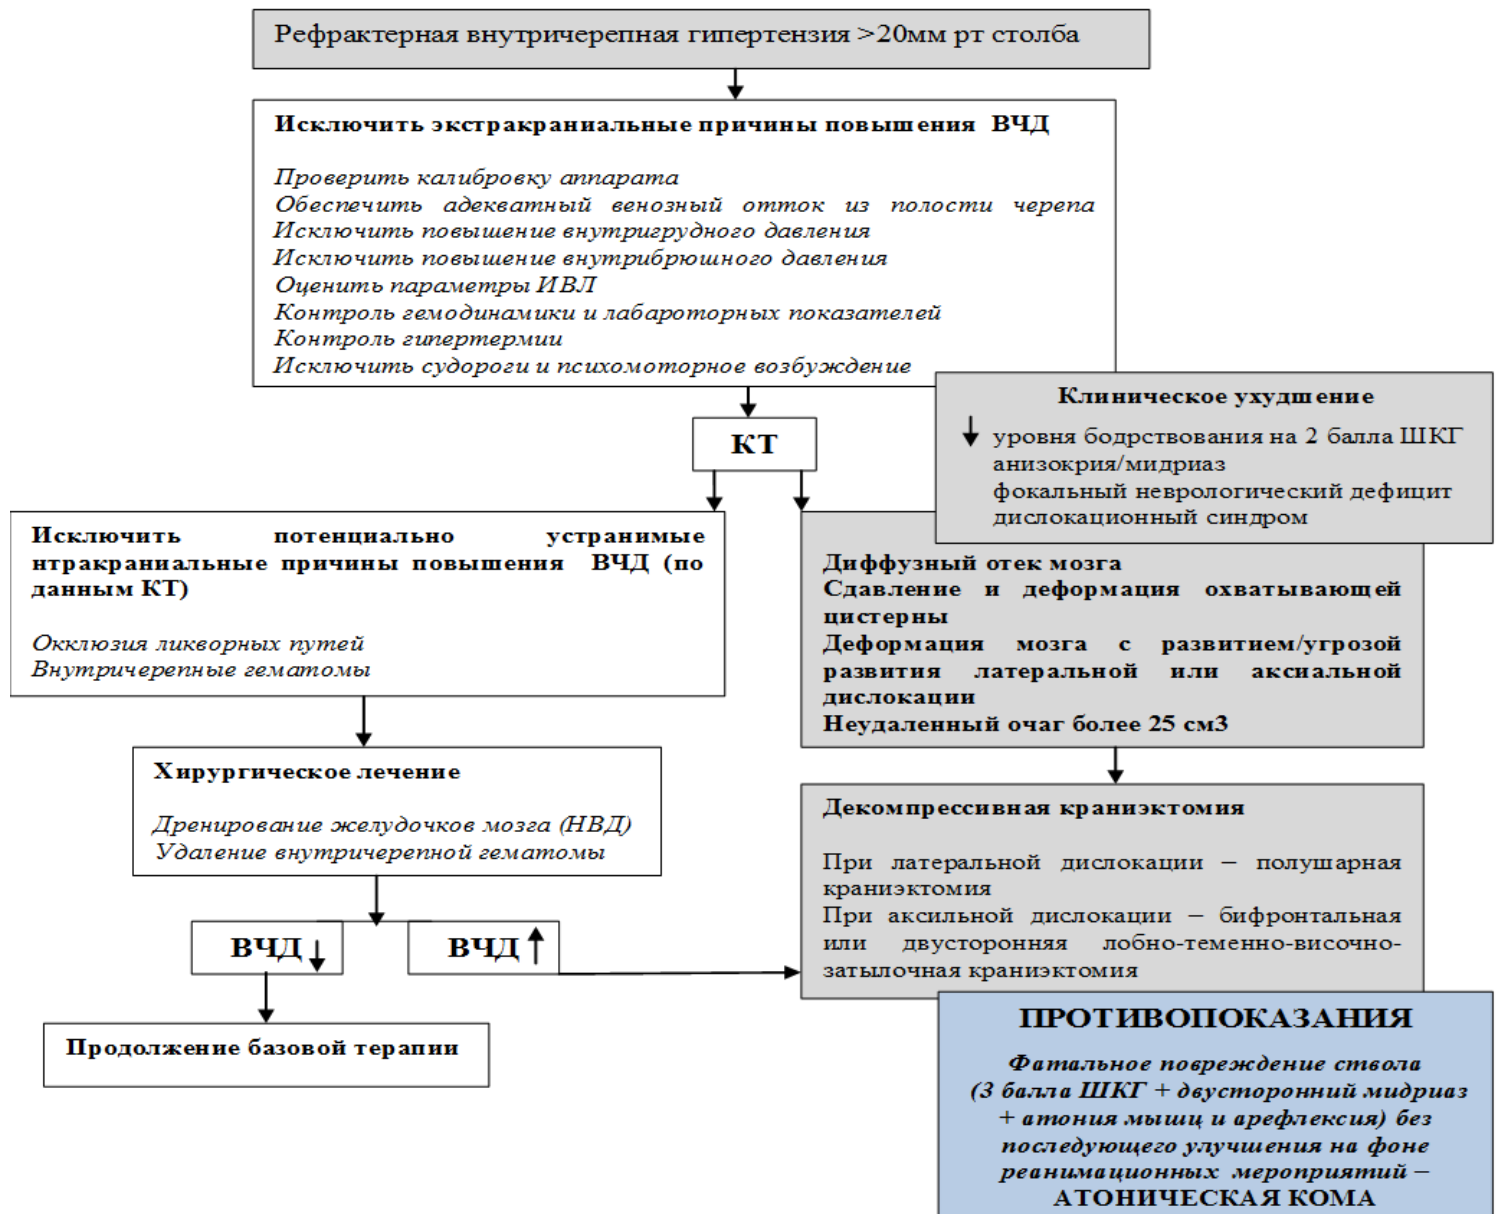 Рефрактерная внутричерепная гипертензия >20мм рт столба
Исключить экстракраниальные причины повышения ВЧД
Проверить калибровку аппарата
Обеспечить адекватный венозный отток из полости черепа
Исключить повышение внутригрудного давления
Исключить повышение внутрибрюшного давления
Оценить параметры ИВЛ
Контроль гемодинамики и лабароторных показателей
Контроль гипертермии
Исключить судороги и психомоторное возбуждение
Клиническое ухудшение
↓ уровня бодрствования на 2 балла ШКГ
анизокрия/мидриаз
фокальный неврологический дефицит
дислокационный синдром
КТ
Исключить потенциально устранимые
нтракраниальные причины повышения ВЧД (по
данным КТ)
Окклюзия ликворных путей
Внутричерепные гематомы
Диффузный отек мозга
Сдавление и деформация охватывающей
цистерны
Деформация мозга с развитием/угрозой
развития латеральной или аксиальной
дислокации
Неудаленный очаг более 25 см3
Хирургическое лечение
Дренирование желудочков мозга (НВД)
Удаление внутричерепной гематомы
Декомпрессивная краниэктомия
При латеральной дислокации – полушарная
краниэктомия
При аксильной дислокации – бифронтальная
или двусторонняя лобно-теменно-височно-
затылочная краниэктомия
ВЧД ↓
ВЧД ↑
Продолжение базовой терапии
ПРОТИВОПОКАЗАНИЯ
Фатальное повреждение ствола
(3 балла ШКГ + двусторонний мидриаз
+ атония мышц и арефлексия) без
последующего улучшения на фоне
реанимационных мероприятий –
АТОНИЧЕСКАЯ КОМА